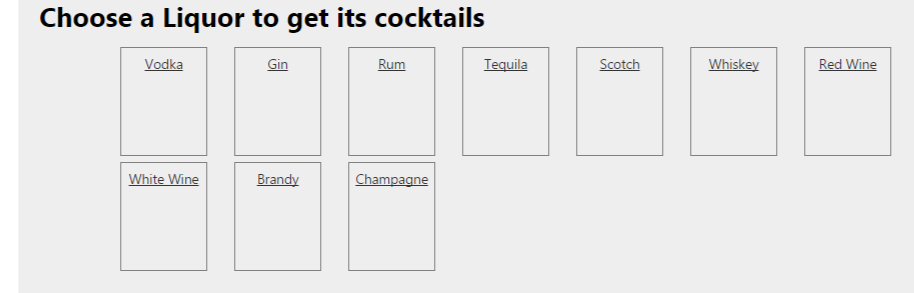 Choose a Liquor to get its cocktails
Vodka Gin Rum Tequila Scotch Whiskey Red Wine
White Wine Brandy Champagne